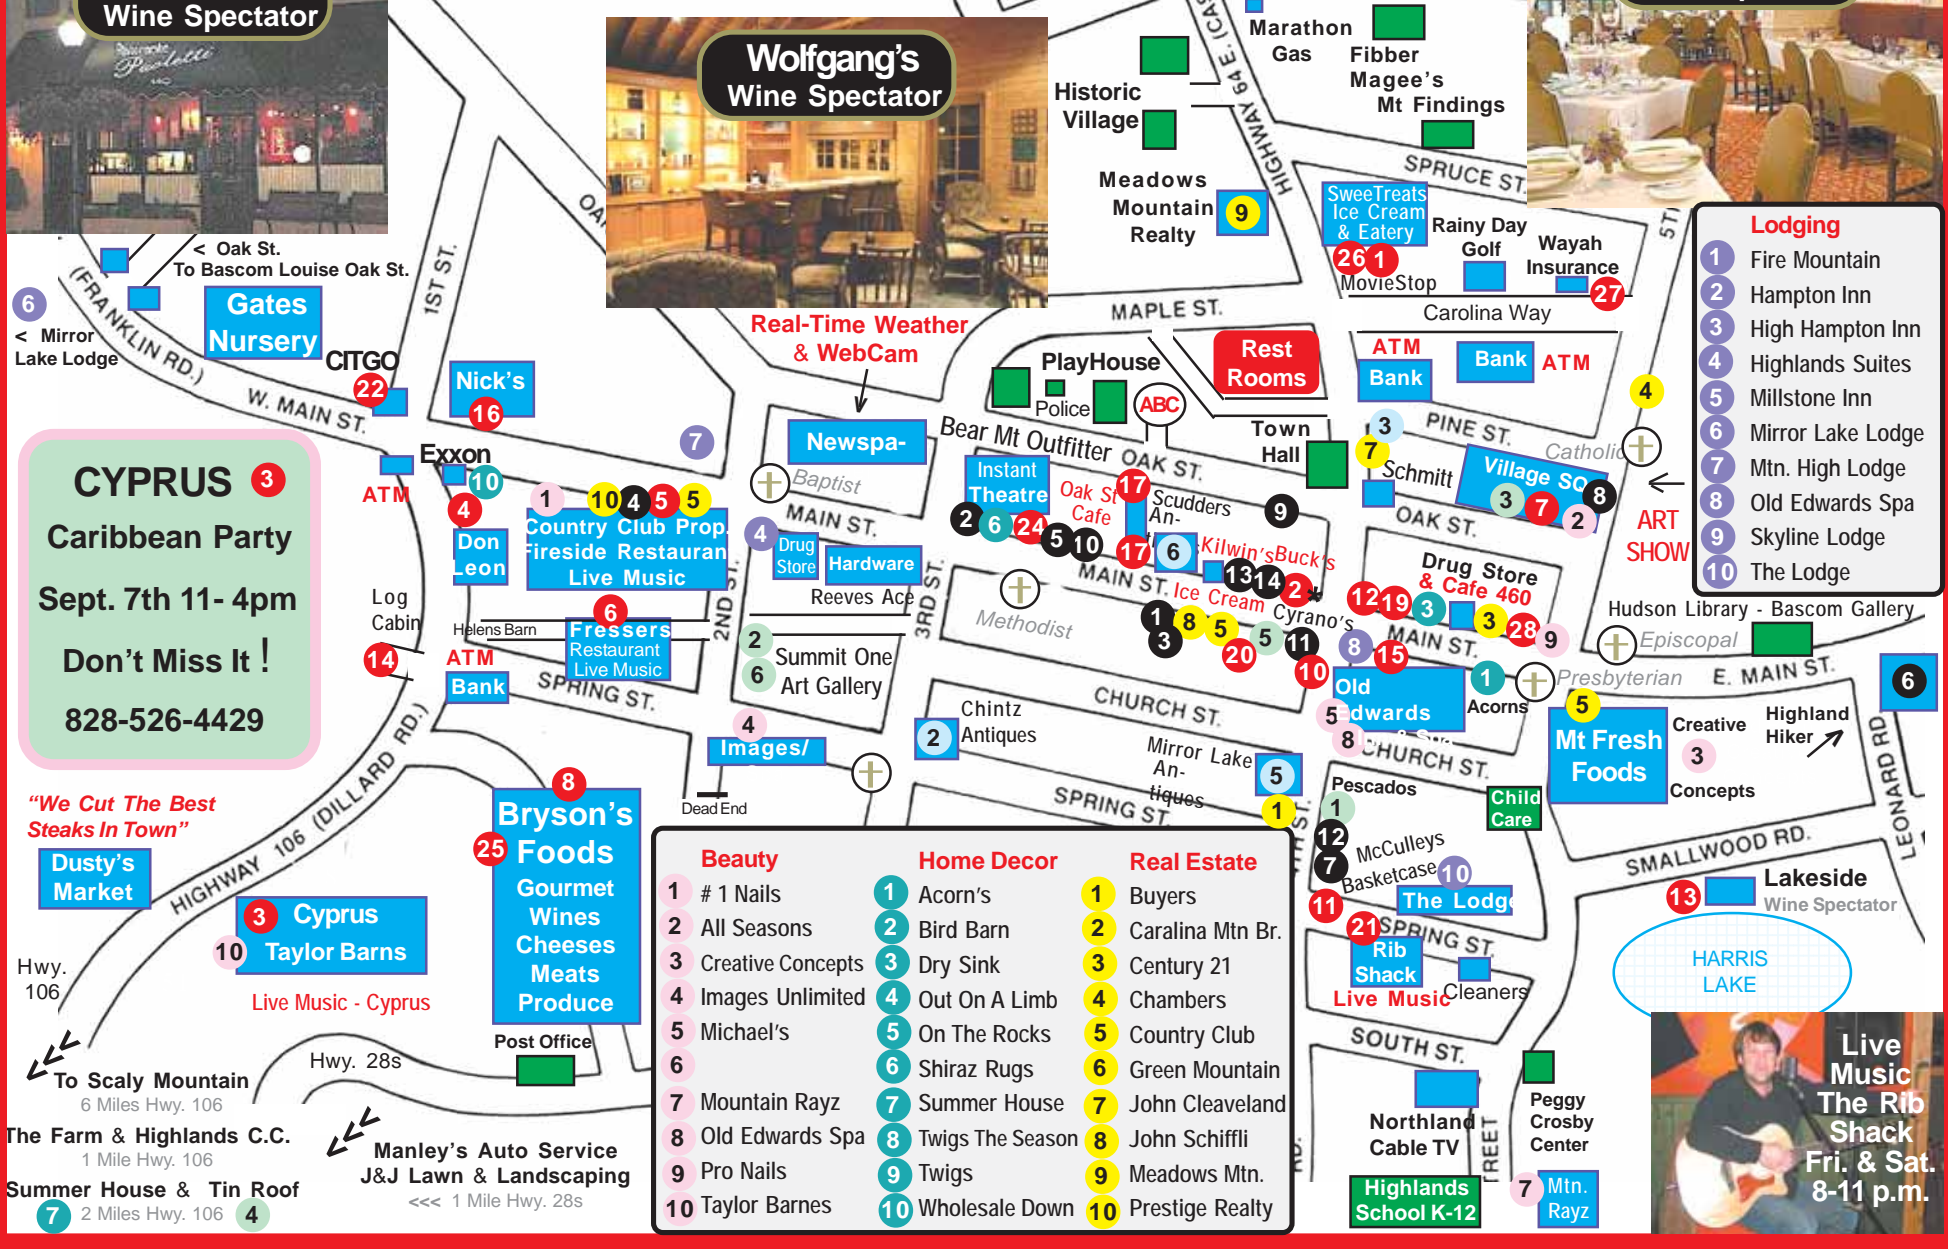 Wine Spectator
Ristorante
Paoletti
Wolfgang's
Wine Spectator
Marathon
Gas
Fibber
Magee's
Mt Findings
Historic
Village
HIGHWAY 64 E. (CAS
SPRUCE ST.
Meadows
Mountain
Realty
9
SweeTreats
Ice Cream
& Eatery
26 1
MovieStop
Rainy Day
Golf
Wayah
Insurance
27
Carolina Way
5T
Lodging
1 Fire Mountain
2 Hampton Inn
3 High Hampton Inn
4 Highlands Suites
5 Millstone Inn
6 Mirror Lake Lodge
7 Mtn. High Lodge
8 Old Edwards Spa
9 Skyline Lodge
10 The Lodge
< Oak St.
To Bascom Louise Oak St.
(FRANKLIN RD.)
6
< Mirror
Lake Lodge
Gates
Nursery
1ST ST.
OA
CITGO
22
W. MAIN ST.
Nick's
16
Real-Time Weather
& WebCam
MAPLE ST.
PlayHouse
Police
ABC
Rest
Rooms
ATM
Bank
Bank
ATM
4
PINE ST.
Catholic
Town
Hall
3
7
Schmitt
Village SQ
3 7 2 8
ART
SHOW
OAK ST.
CYPRUS 3
Caribbean Party
Sept. 7th 11- 4pm
Don't Miss It !
828-526-4429
Exxon
10
ATM
4
Don
Leon
7
1 10 4 5 5
Country Club Prop.
Fireside Restauran
Live Music
Newspa-
Baptist
MAIN ST.
4
Drug
Store
Hardware
Reeves Ace
2ND ST.
3RD ST.
Bear Mt Outfitter
OAK ST.
Instant
Theatre
2 6 24 5 10
Oak St
Cafe
17
Scudders
An-
17
6
9
Kilwin's
Buck's
13 14 2 *
MAIN ST.
Ice Cream
Cyrano's
1 8 5 5 11
3 20 10
Methodist
Drug Store
& Cafe 460
12 19 3 3 28 9
MAIN ST.
Hudson Library - Bascom Gallery
Episcopal
E. MAIN ST.
6
Log
Cabin
14
Helens Barn
6
Fressers
Restaurant
Live Music
ATM
Bank
SPRING ST.
2
6
Summit One
Art Gallery
4
Images/
Dead End
2
Chintz
Antiques
CHURCH ST.
Mirror Lake
An-
tiques
5
1
SPRING ST.
8 15
Old
Edwards
5
8
1
Acorns
Presbyterian
CHURCH ST.
5
Mt Fresh
Foods
Creative
3
Concepts
Highland
Hiker
LEONARD RD
Pescados
1
12
7
McCulleys
Basketcase
Child
Care
10
The Lodge
11
21
SPRING ST.
Rib
Shack
Live Music
Cleaners
SMALLWOOD RD.
13
Lakeside
Wine Spectator
HARRIS
LAKE
"We Cut The Best
Steaks In Town"
Dusty's
Market
HIGHWAY 106 (DILLARD RD.)
3 Cyprus
10 Taylor Barns
Live Music - Cyprus
Hwy.
106
8
25
Bryson's
Foods
Gourmet
Wines
Cheeses
Meats
Produce
Post Office
Hwy. 28s
To Scaly Mountain
6 Miles Hwy. 106
The Farm & Highlands C.C.
1 Mile Hwy. 106
Summer House & Tin Roof
7 2 Miles Hwy. 106 4
Manley's Auto Service
J&J Lawn & Landscaping
<<< 1 Mile Hwy. 28s
Beauty
1 # 1 Nails
2 All Seasons
3 Creative Concepts
4 Images Unlimited
5 Michael's
6
7 Mountain Rayz
8 Old Edwards Spa
9 Pro Nails
10 Taylor Barnes
Home Decor
1 Acorn's
2 Bird Barn
3 Dry Sink
4 Out On A Limb
5 On The Rocks
6 Shiraz Rugs
7 Summer House
8 Twigs The Season
9 Twigs
10 Wholesale Down
Real Estate
1 Buyers
2 Caralina Mtn Br.
3 Century 21
4 Chambers
5 Country Club
6 Green Mountain
7 John Cleaveland
8 John Schiffli
9 Meadows Mtn.
10 Prestige Realty
SOUTH ST.
Northland
Cable TV
REET
RD.
Peggy
Crosby
Center
Highlands
School K-12
7
Mtn.
Rayz
Live
Music
The Rib
Shack
Fri. & Sat.
8-11 p.m.